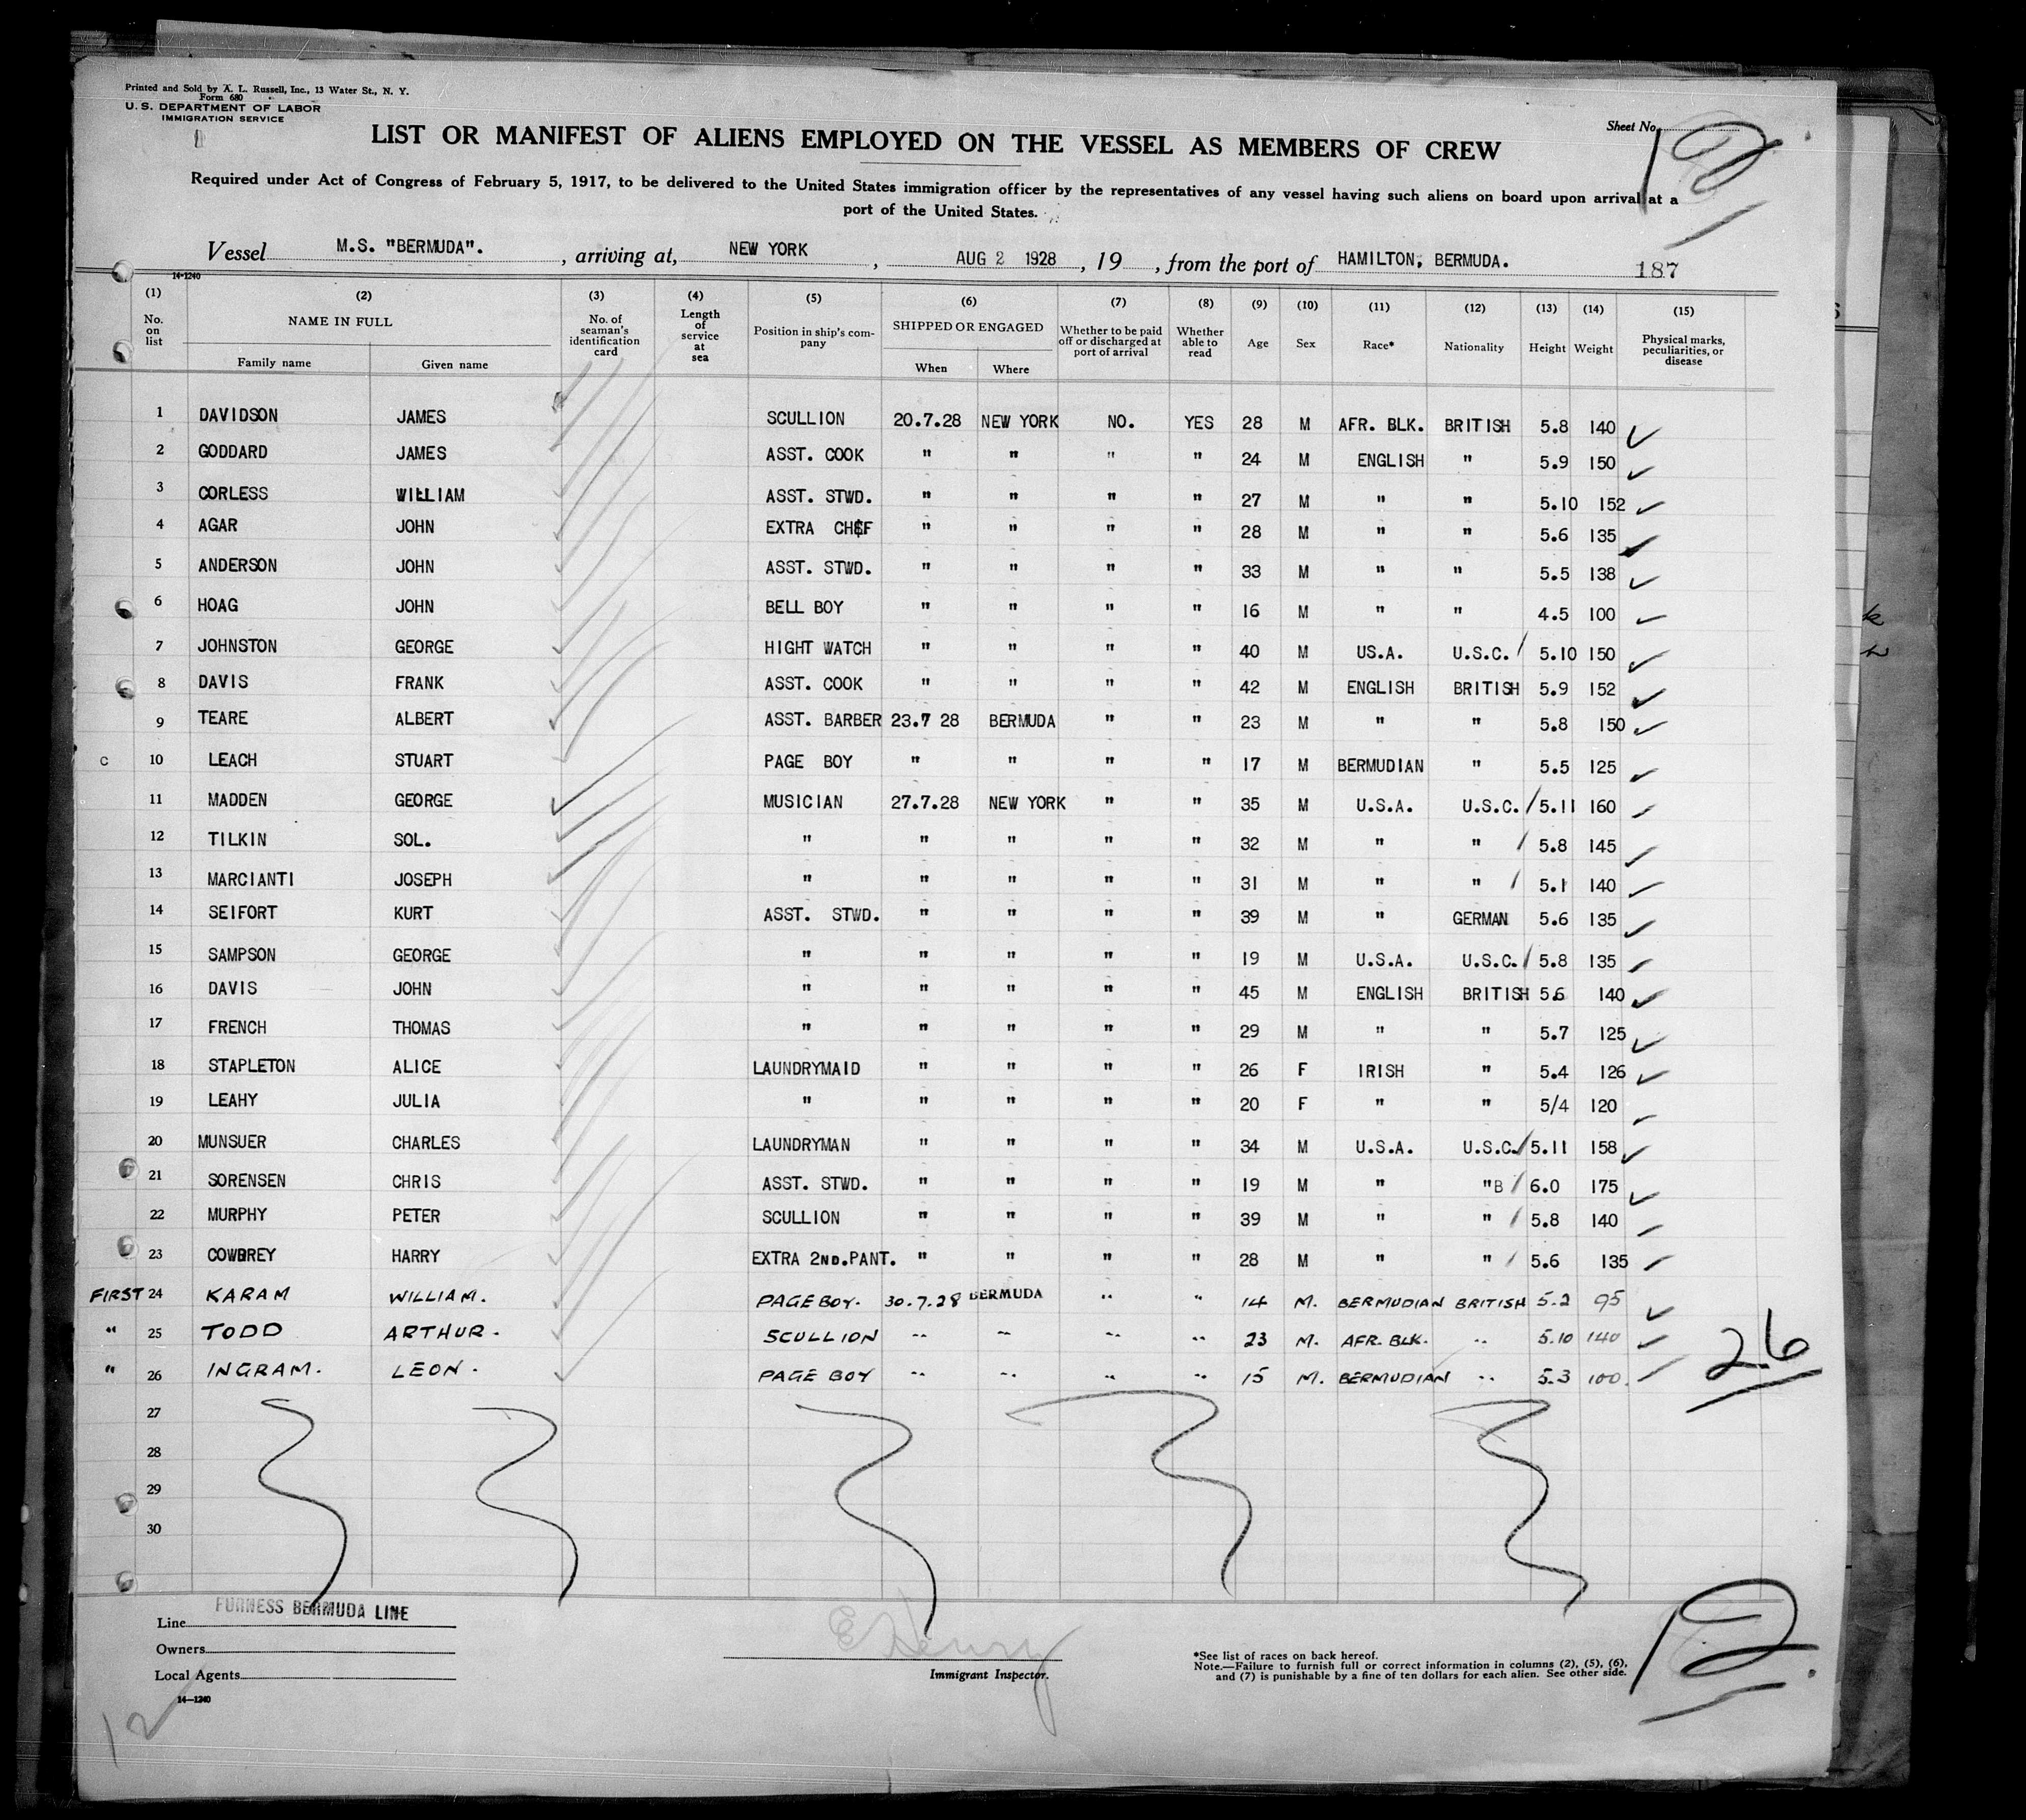 Printed and Sold by A. L. Russell, Inc., 13 Water St., N. Y.
Form 680
U. S. DEPARTMENT OF LABOR
IMMIGRATION SERVICE
Sheet No. 12
LIST OR MANIFEST OF ALIENS EMPLOYED ON THE VESSEL AS MEMBERS OF CREW
Required under Act of Congress of February 5, 1917, to be delivered to the United States immigration officer by the representatives of any vessel having such aliens on board upon arrival at a
port of the United States.
Vessel M.S. "BERMUDA". , arriving at, NEW YORK , AUG 2 1928 , 19 , from the port of HAMILTON, BERMUDA.
14-1240 187
(1) (2) (3) (4) (5) (6) (7) (8) (9) (10) (11) (12) (13) (14) (15)
No. on list NAME IN FULL Family name Given name No. of seaman's identification card Length of service at sea Position in ship's company SHIPPED OR ENGAGED When Where Whether to be paid off or discharged at port of arrival Whether able to read Age Sex Race* Nationality Height Weight Physical marks, peculiarities, or disease
1 DAVIDSON JAMES SCULLION 20.7.28 NEW YORK NO. YES 28 M AFR. BLK. BRITISH 5.8 140
2 GODDARD JAMES ASST. COOK " " " " 24 M ENGLISH " 5.9 150
3 CORLESS WILLIAM ASST. STWD. " " " " 27 M " " 5.10 152
4 AGAR JOHN EXTRA CHEF " " " " 28 M " " 5.6 135
5 ANDERSON JOHN ASST. STWD. " " " " 33 M " " 5.5 138
6 HOAG JOHN BELL BOY " " " " 16 M " " 4.5 100
7 JOHNSTON GEORGE HIGHT WATCH " " " " 40 M US.A. U.S.C. 5.10 150
8 DAVIS FRANK ASST. COOK " " " " 42 M ENGLISH BRITISH 5.9 152
9 TEARE ALBERT ASST. BARBER 23.7 28 BERMUDA " " 23 M " " 5.8 150
C 10 LEACH STUART PAGE BOY " " " " 17 M BERMUDIAN " 5.5 125
11 MADDEN GEORGE MUSICIAN 27.7.28 NEW YORK " " 35 M U.S.A. U.S.C. 5.11 160
12 TILKIN SOL. " " " " " 32 M " " 5.8 145
13 MARCIANTI JOSEPH " " " " " 31 M " " 5.1 140
14 SEIFORT KURT ASST. STWD. " " " " 39 M " GERMAN 5.6 135
15 SAMPSON GEORGE " " " " " 19 M U.S.A. U.S.C. 5.8 135
16 DAVIS JOHN " " " " " 45 M ENGLISH BRITISH 5.6 140
17 FRENCH THOMAS " " " " " 29 M " " 5.7 125
18 STAPLETON ALICE LAUNDRYMAID " " " " 26 F IRISH " 5.4 126
19 LEAHY JULIA " " " " " 20 F " " 5/4 120
20 MUNSUER CHARLES LAUNDRYMAN " " " " 34 M U.S.A. U.S.C. 5.11 158
21 SORENSEN CHRIS ASST. STWD. " " " " 19 M " "B 6.0 175
22 MURPHY PETER SCULLION " " " " 39 M " " 5.8 140
23 COWBREY HARRY EXTRA 2ND.PANT. " " " " 28 M " " 5.6 135
FIRST 24 KARAM WILLIAM. PAGE BOY. 30.7.28 BERMUDA " " 14 M. BERMUDIAN BRITISH 5.2 95
" 25 TODD ARTHUR. SCULLION " " " " 23 M. AFR. BLK. " 5.10 140
" 26 INGRAM. LEON. PAGE BOY " " " " 15 M. BERMUDIAN " 5.3 100.
26
27
28
29
30
Line FURNESS BERMUDA LINE
Owners
Local Agents
14—1240
Immigrant Inspector.
*See list of races on back hereof.
Note.—Failure to furnish full or correct information in columns (2), (5), (6),
and (7) is punishable by a fine of ten dollars for each alien. See other side.
12
12